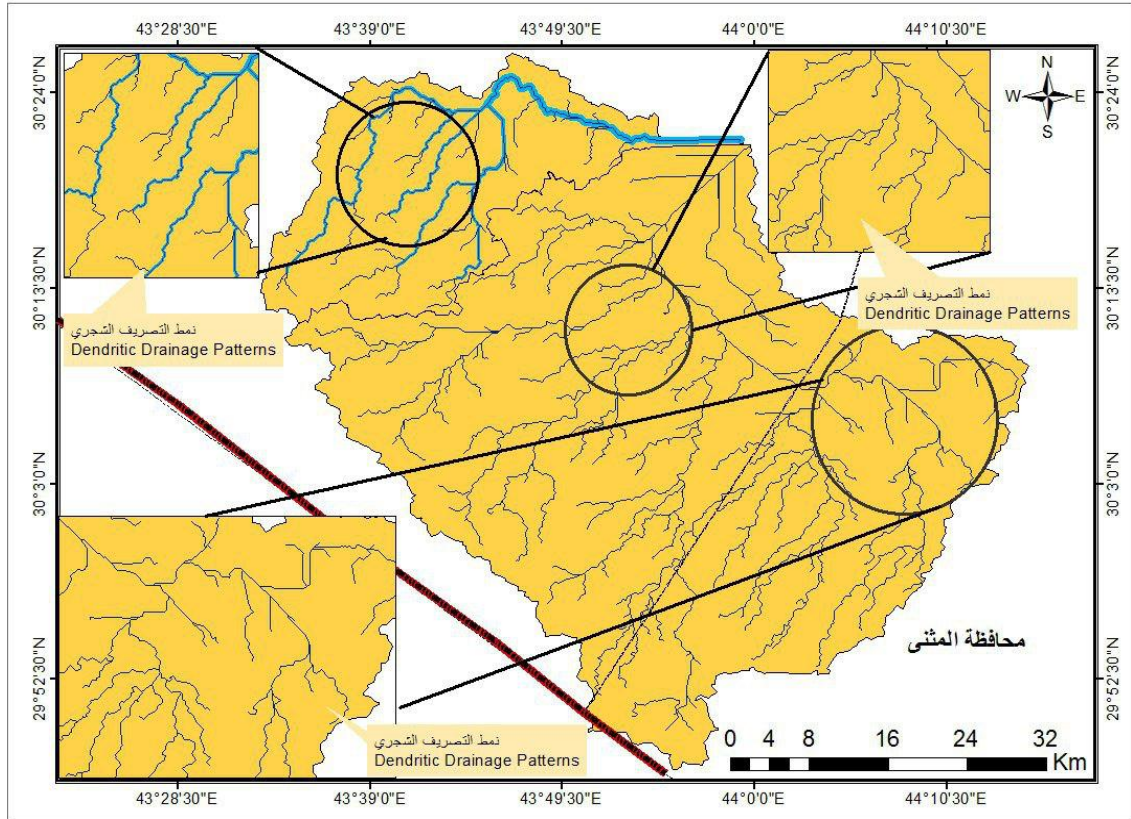 43°28'30"E 43°39'0"E 43°49'30"E 44°0'0"E 44°10'30"E
30°24'0"N
30°24'0"N
N
W E
S
30°13'30"N
30°13'30"N
نمط التصريف الشجري
Dendritic Drainage Patterns
نمط التصريف الشجري
Dendritic Drainage Patterns
30°3'0"N
30°3'0"N
محافظة المثنى
29°52'30"N
29°52'30"N
نمط التصريف الشجري
Dendritic Drainage Patterns
0 4 8 16 24 32
Km
43°28'30"E 43°39'0"E 43°49'30"E 44°0'0"E 44°10'30"E